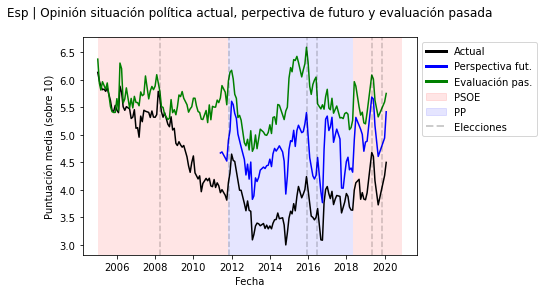 Esp | Opinión situación política actual, perpectiva de futuro y evaluación pasada
Puntuación media (sobre 10)
6.5
6.0
5.5
5.0
4.5
4.0
3.5
3.0
2006
2008
2010
2012
2014
2016
2018
2020
Fecha
Actual
Perspectiva fut.
Evaluación pas.
PSOE
PP
Elecciones